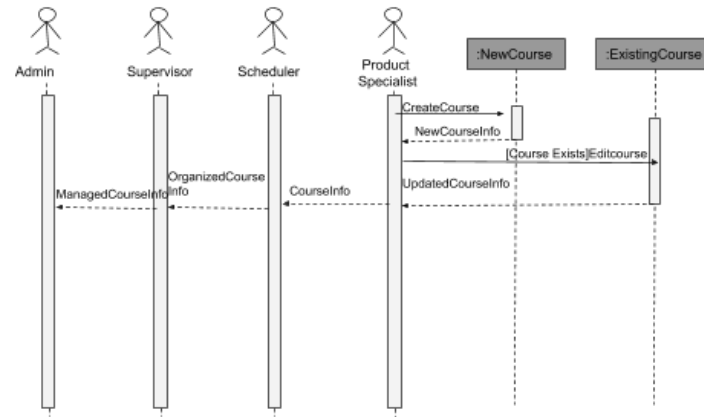 Admin
Supervisor
Scheduler
Product
Specialist
:NewCourse
:ExistingCourse
CreateCourse
NewCourseInfo
[Course Exists]Editcourse
UpdatedCourseInfo
CourseInfo
OrganizedCourse
Info
ManagedCourseInfo